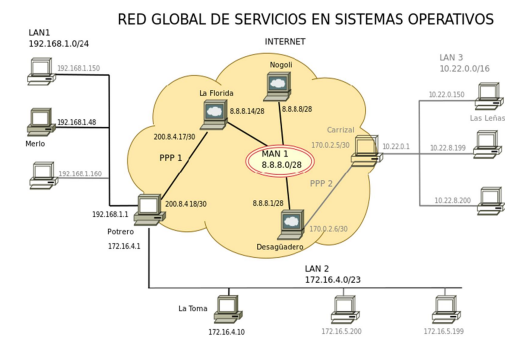 RED GLOBAL DE SERVICIOS EN SISTEMAS OPERATIVOS
LAN1
192.168.1.0/24
INTERNET
LAN 3
10.22.0.0/16
192.168.1.150
Nogoli
La Florida
8.8.8.14/28
8.8.8.8/28
10.22.0.150
Las Leñas
192.168.1.48
Merlo
200.8.4.17/30
Carrizal
170.0.2.5/30
10.22.0.1
10.22.8.199
PPP 1
MAN 1
8.8.8.0/28
192.168.1.160
PPP 2
192.168.1.1
200.8.4.18/30
8.8.8.1/28
10.22.8.200
Potrero
170.0.2.6/30
172.16.4.1
Desagüadero
LAN 2
172.16.4.0/23
La Toma
172.16.4.10
172.16.5.200
172.16.5.199